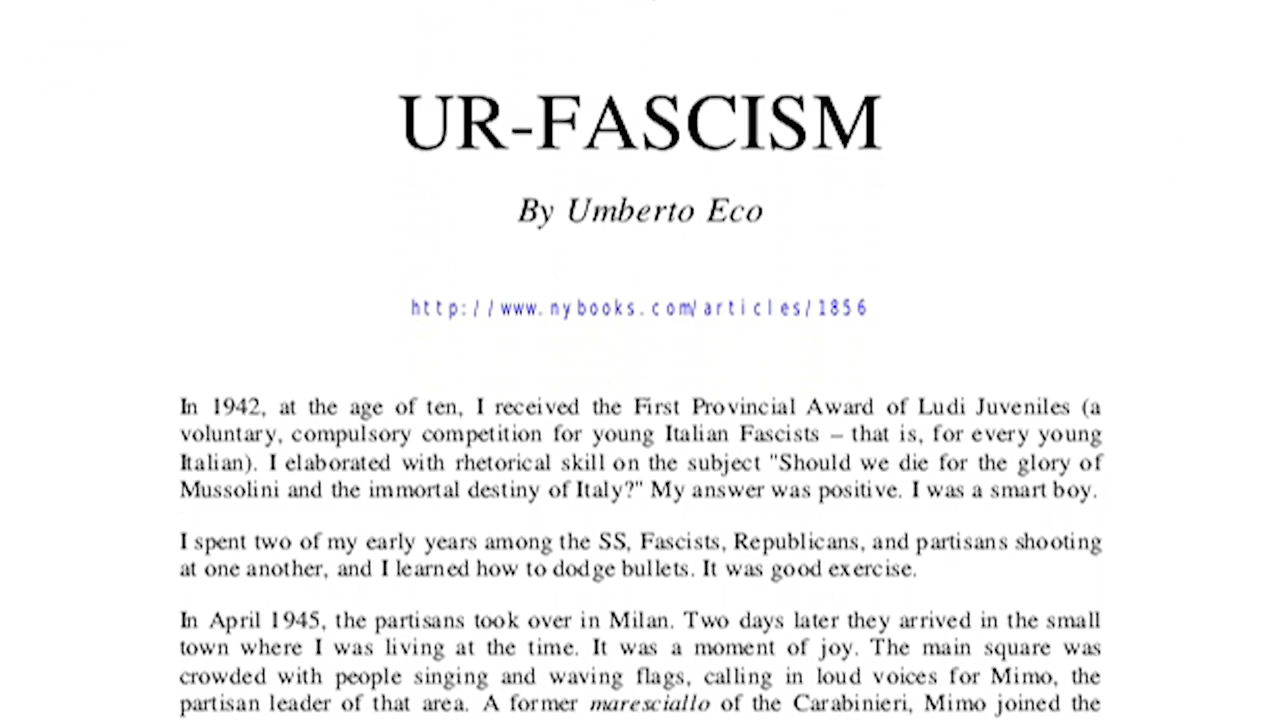 UR-FASCISM
By Umberto Eco
http://www.nybooks.com/articles/1856
In 1942, at the age of ten, I received the First Provincial Award of Ludi Juveniles (a
voluntary, compulsory competition for young Italian Fascists – that is, for every young
Italian). I elaborated with rhetorical skill on the subject "Should we die for the glory of
Mussolini and the immortal destiny of Italy?" My answer was positive. I was a smart boy.
I spent two of my early years among the SS, Fascists, Republicans, and partisans shooting
at one another, and I learned how to dodge bullets. It was good exercise.
In April 1945, the partisans took over in Milan. Two days later they arrived in the small
town where I was living at the time. It was a moment of joy. The main square was
crowded with people singing and waving flags, calling in loud voices for Mimo, the
partisan leader of that area. A former maresciallo of the Carabinieri, Mimo joined the